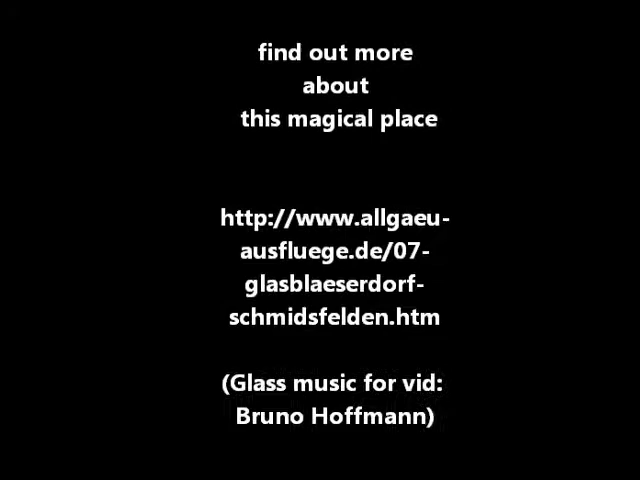 find out more
about
this magical place
http://www.allgaeu-
ausfluege.de/07-
glasblaeserdorf-
schmidsfelden.htm
(Glass music for vid:
Bruno Hoffmann)